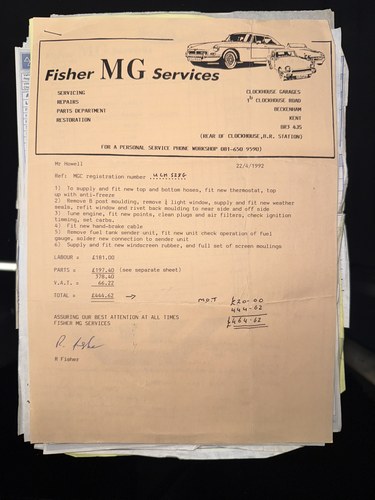 Fisher MG Services
SERVICING
REPAIRS
PARTS DEPARTMENT
RESTORATION
CLOCKHOUSE GARAGES
CLOCKHOUSE ROAD
BECKENHAM
KENT
BR3 4JS
(REAR OF CLOCKHOUSE,B.R. STATION)
FOR A PERSONAL SERVICE PHONE WORKSHOP 081-650 9590
Mr Howell
22/4/1992
Ref: MGC registration number
1) To supply and fit new top and bottom hoses, fit new thermostat, top
up with anti-freeze
2) Remove B post moulding, remove ¼ light window, supply and fit new weather
seals, refit window and rivet back moulding to near side and off side
3) Tune engine, fit new points, clean plugs and air filters, check ignition
timming, set carbs.
4) Fit new hand-brake cable
5) Remove fuel tank sender unit, fit new unit check operation of fuel
gauge, solder new connection to sender unit
6) Supply and fit windscreen rubber, and full set of screen mouldings
LABOUR = £181.00
PARTS = £197.40 (see separate sheet)
378.40
V.A.T. = 66.22
TOTAL = £444.62 →
MOT £20-00
444-62
£464-62
ASSURING OUR BEST ATTENTION AT ALL TIMES
FISHER MG SERVICES
R. Fisher
R Fisher